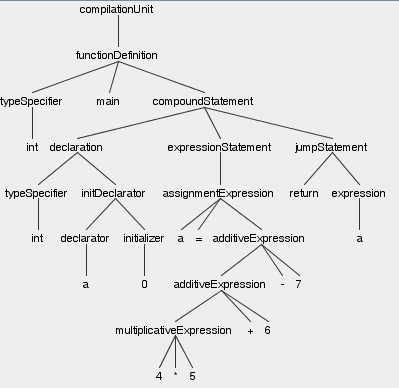 compilationUnit
functionDefinition
typeSpecifier main compoundStatement
int declaration expressionStatement jumpStatement
typeSpecifier initDeclarator assignmentExpression return expression
int declarator initializer a = additiveExpression a
a 0 additiveExpression - 7
multiplicativeExpression + 6
4 * 5